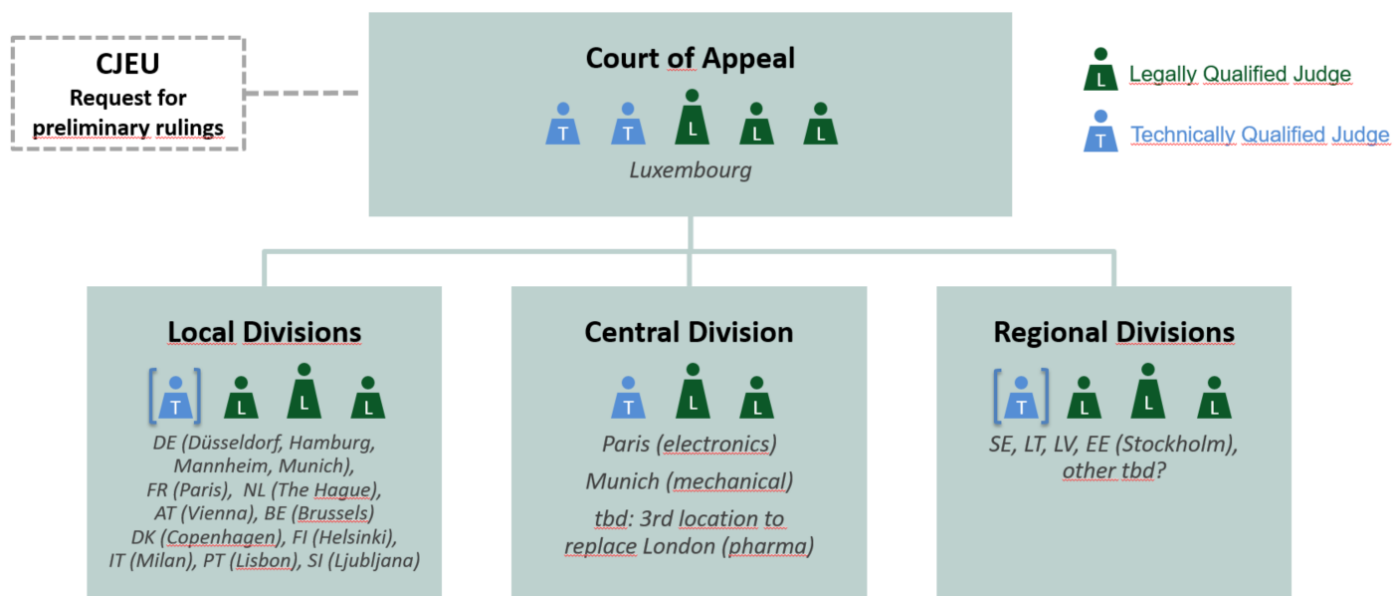 CJEU
Request for
preliminary rulings
Court of Appeal
T T L L L
Luxembourg
L Legally Qualified Judge
T Technically Qualified Judge
Local Divisions
[T] L L L
DE (Düsseldorf, Hamburg,
Mannheim, Munich),
FR (Paris), NL (The Hague),
AT (Vienna), BE (Brussels)
DK (Copenhagen), FI (Helsinki),
IT (Milan), PT (Lisbon), SI (Ljubljana)
Central Division
T L L
Paris (electronics)
Munich (mechanical)
tbd: 3rd location to
replace London (pharma)
Regional Divisions
[T] L L L
SE, LT, LV, EE (Stockholm),
other tbd?